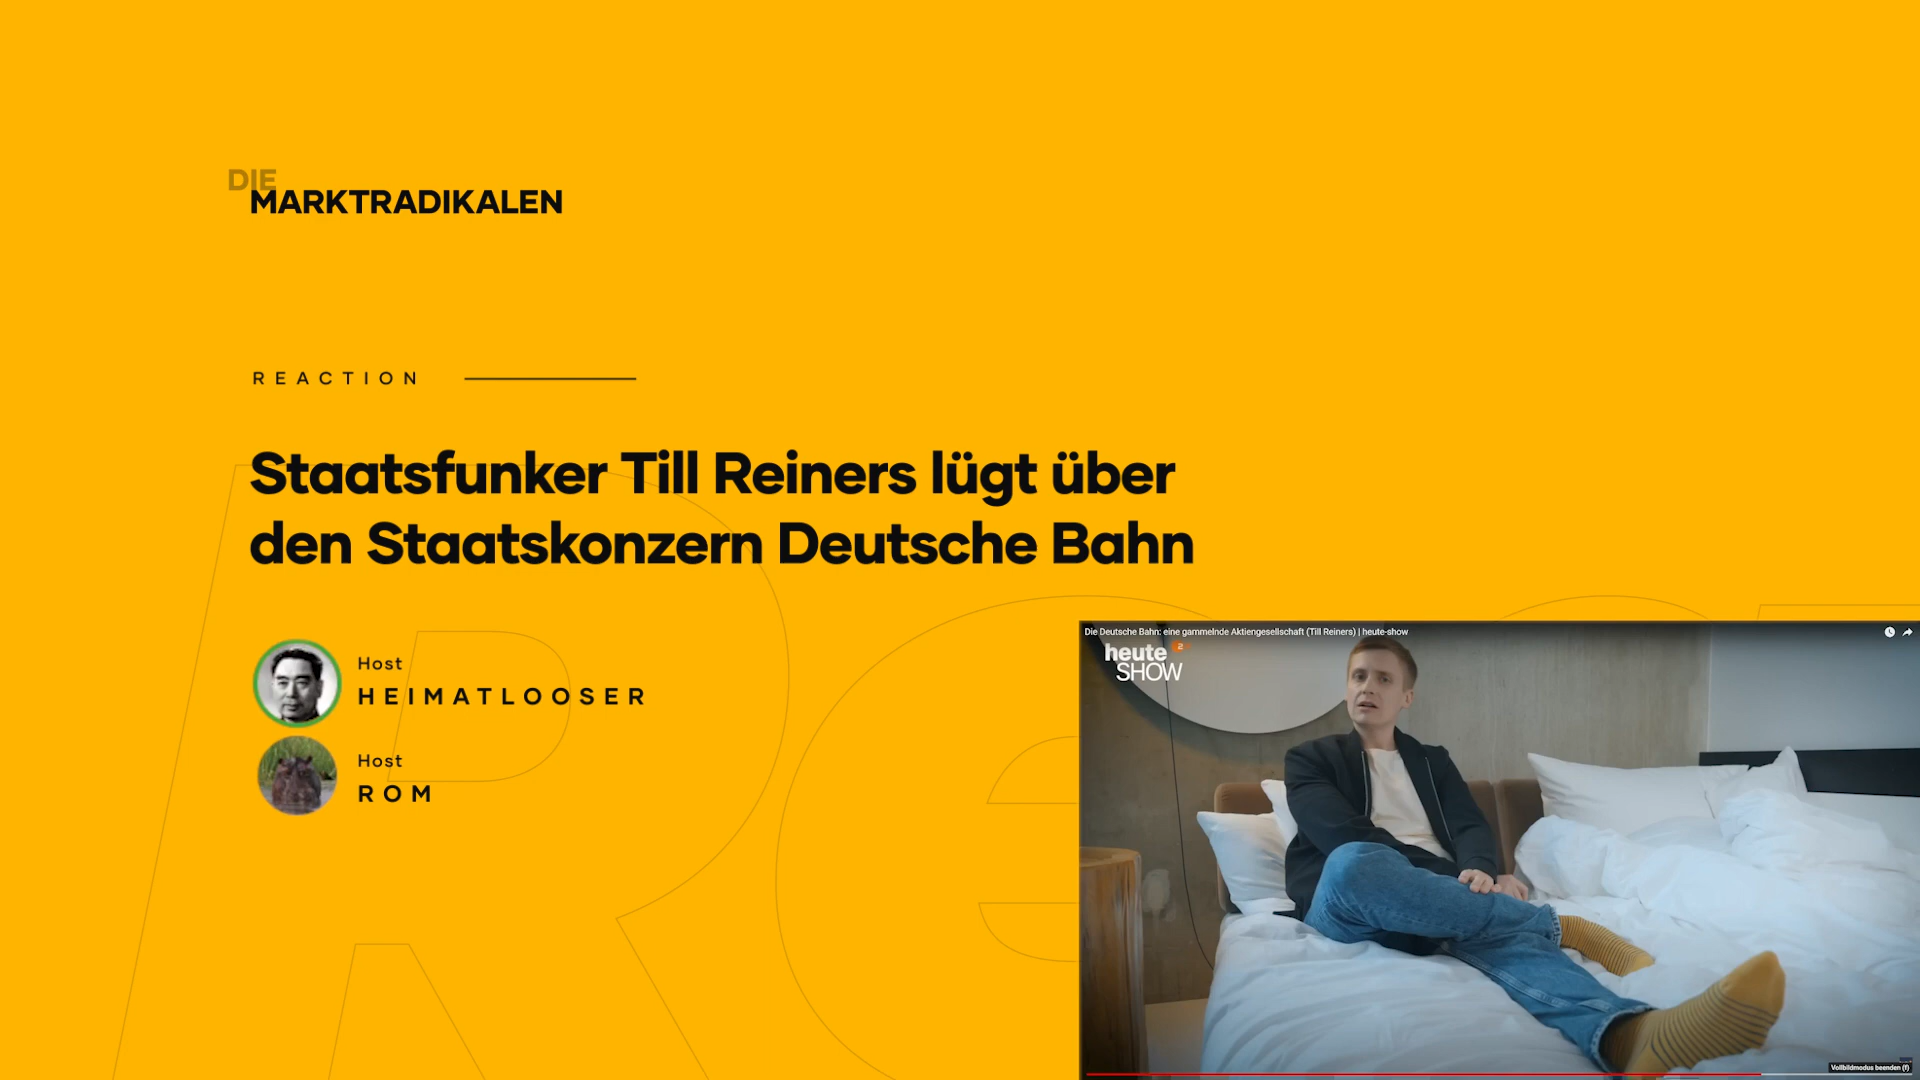 DIE
MARKTRADIKALEN
REACTION
Staatsfunker Till Reiners lügt über
den Staatskonzern Deutsche Bahn
Host
HEIMATLOOSER
Host
ROM
Die Deutsche Bahn: eine gammelnde Aktiengesellschaft (Till Reiners) | heute-show
heute
SHOW
Vollbildmodus beenden (f)